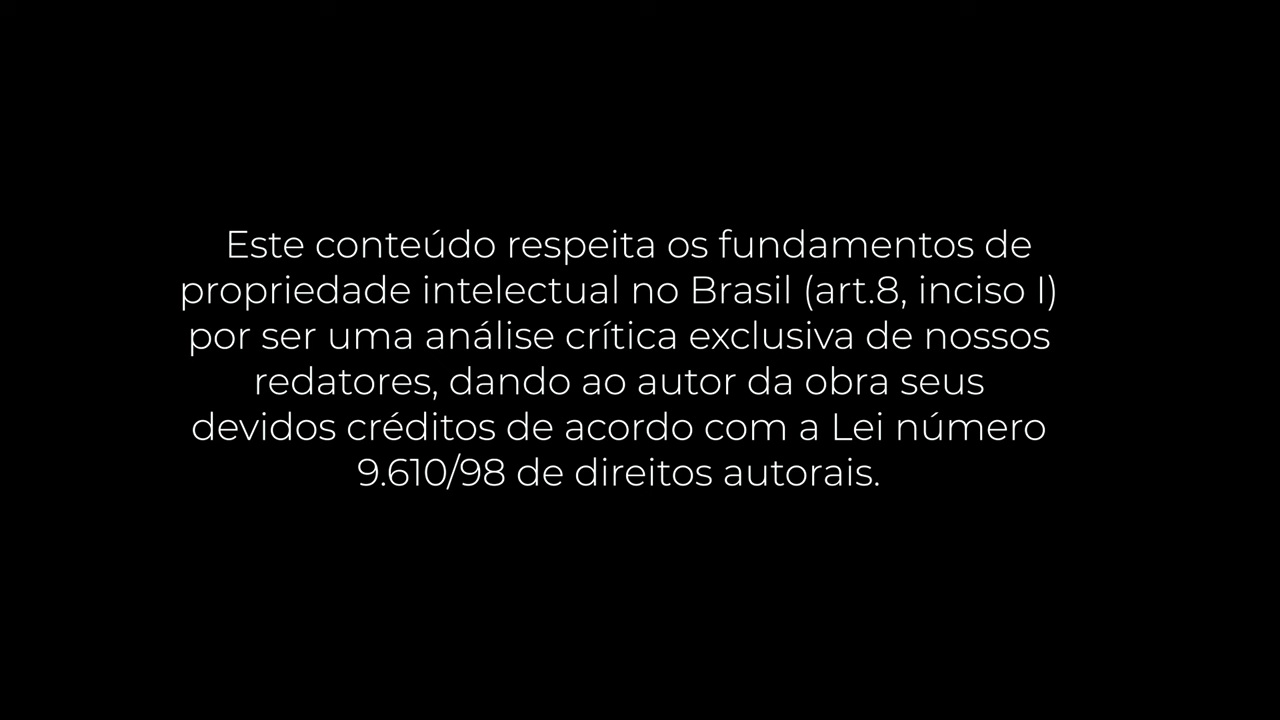 Este conteúdo respeita os fundamentos de
propriedade intelectual no Brasil (art.8, inciso I)
por ser uma análise crítica exclusiva de nossos
redatores, dando ao autor da obra seus
devidos créditos de acordo com a Lei número
9.610/98 de direitos autorais.